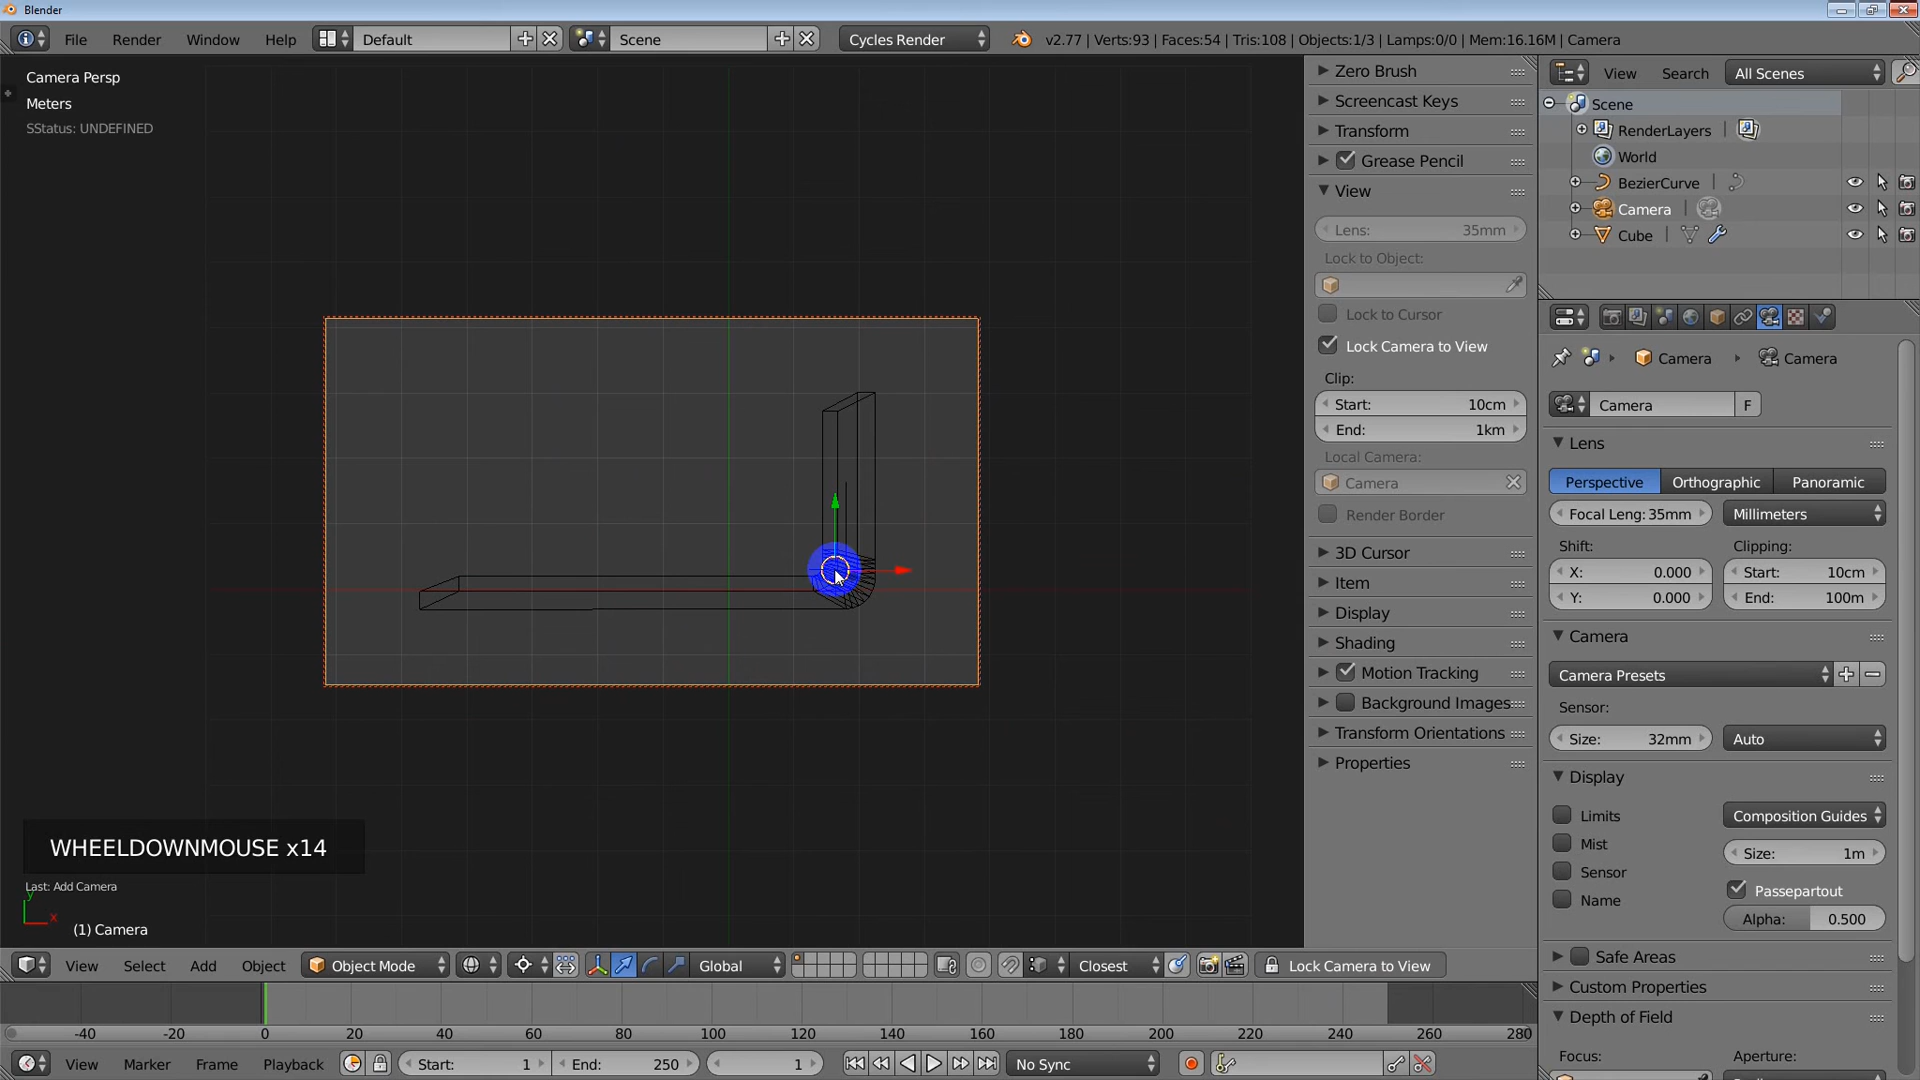 Blender
File Render Window Help Default Scene Cycles Render v2.77 | Verts:93 | Faces:54 | Tris:108 | Objects:1/3 | Lamps:0/0 | Mem:16.16M | Camera
Camera Persp
Meters
SStatus: UNDEFINED
Zero Brush
Screencast Keys
Transform
Grease Pencil
View
Lens: 35mm
Lock to Object:
Lock to Cursor
Lock Camera to View
Clip:
Start: 10cm
End: 1km
Local Camera:
Camera
Render Border
3D Cursor
Item
Display
Shading
Motion Tracking
Background Images
Transform Orientations
Properties
View Search All Scenes
Scene
RenderLayers
World
BezierCurve
Camera
Cube
Camera Camera
Camera F
Lens
Perspective Orthographic Panoramic
Focal Len: 35mm Millimeters
Shift: Clipping:
X: 0.000 Start: 10cm
Y: 0.000 End: 100m
Camera
Camera Presets
Sensor:
Size: 32mm Auto
Display
Limits Composition Guides
Mist Size: 1m
Sensor Passepartout
Name Alpha: 0.500
Safe Areas
Custom Properties
Depth of Field
Focus: Aperture:
WHEELDOWNMOUSE x14
Last: Add Camera
y
x
(1) Camera
View Select Add Object Object Mode Global Closest Lock Camera to View
-40 -20 0 20 40 60 80 100 120 140 160 180 200 220 240 260 280
View Marker Frame Playback Start: 1 End: 250 1 No Sync